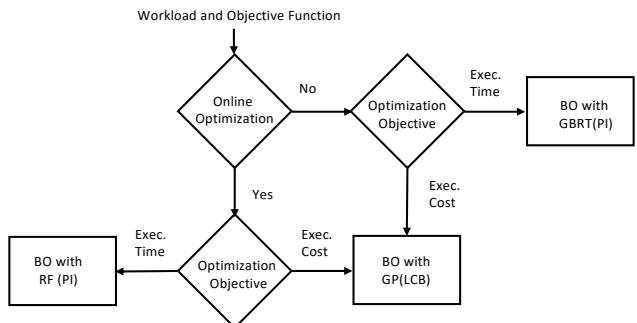 Workload and Objective Function
Online
Optimization
No
Optimization
Objective
Exec.
Time
BO with
GBRT(PI)
Yes
Exec.
Cost
Exec.
Time
Exec.
Cost
BO with
RF (PI)
Optimization
Objective
BO with
GP(LCB)